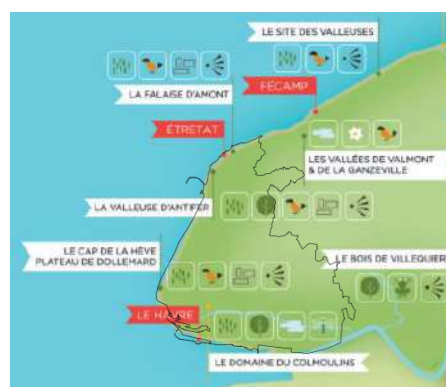 LE SITE DES VALLEUSES
LA FALAISE D'AMONT
FÉCAMP
ÉTRETAT
LES VALLÉES DE VALMONT
& DE LA GANZEVILLE
LA VALLEUSE D'ANTIFER
LE CAP DE LA HÈVE
PLATEAU DE DOLLEMARD
LE BOIS DE VILLEQUIER
LE HAVRE
LE DOMAINE DU COLMOULINS